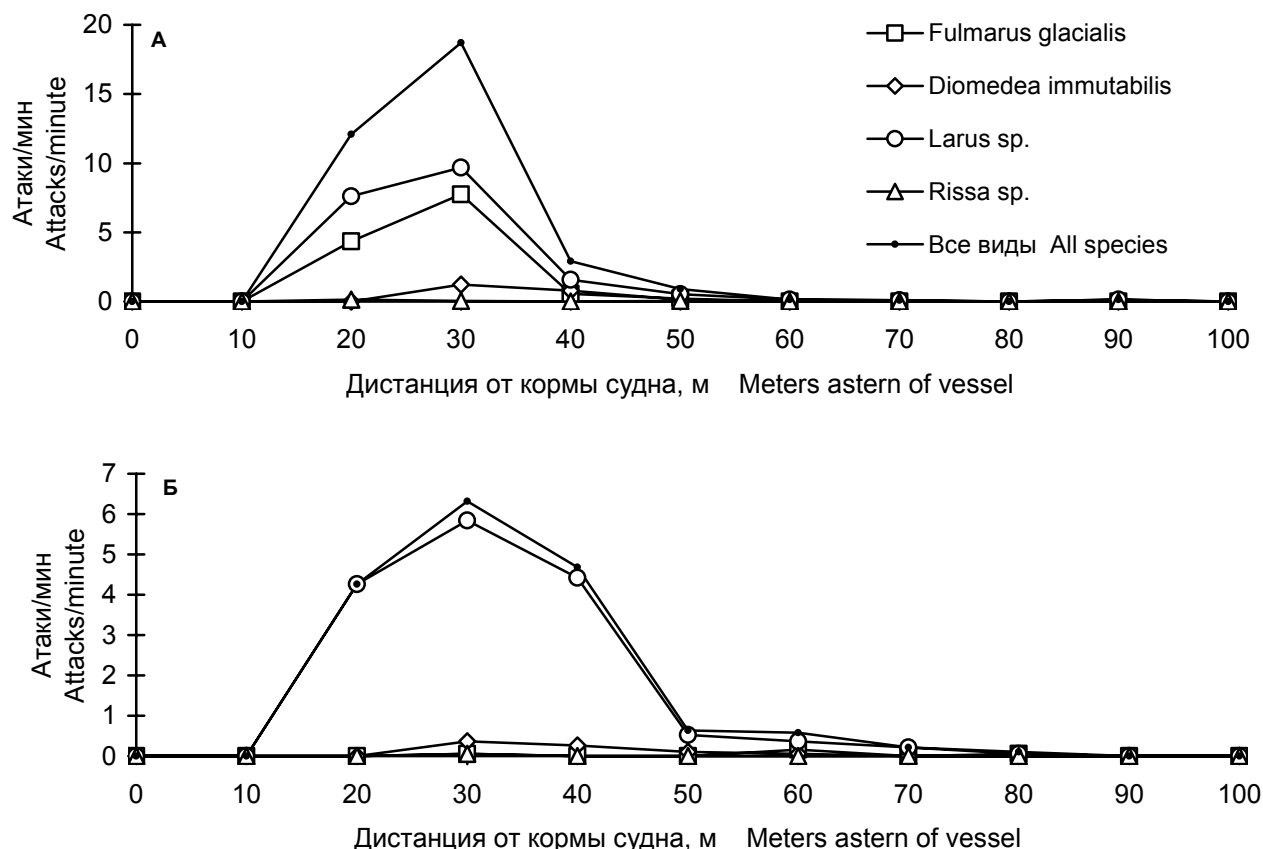 А
20
15
10
5
0
Атаки/мин
Attacks/minute
Fulmarus glacialis
Diomedea immutabilis
Larus sp.
Rissa sp.
Все виды All species
0 10 20 30 40 50 60 70 80 90 100
Дистанция от кормы судна, м Meters astern of vessel
Б
7
6
5
4
3
2
1
0
Атаки/мин
Attacks/minute
0 10 20 30 40 50 60 70 80 90 100
Дистанция от кормы судна, м Meters astern of vessel